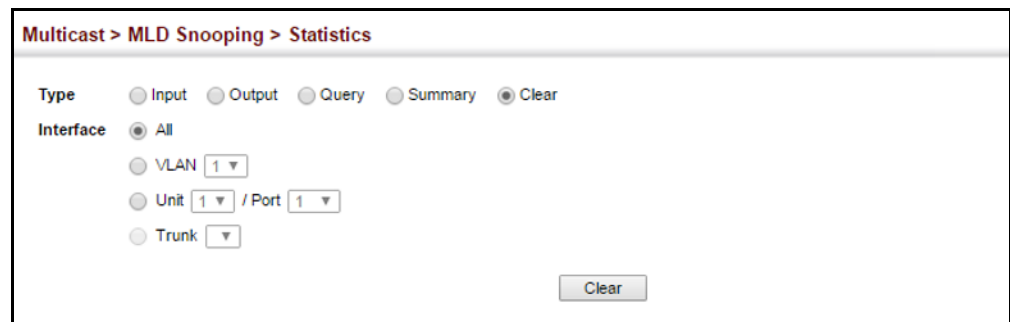 Multicast > MLD Snooping > Statistics
Type Input Output Query Summary Clear
Interface All
VLAN 1
Unit 1 / Port 1
Trunk
Clear